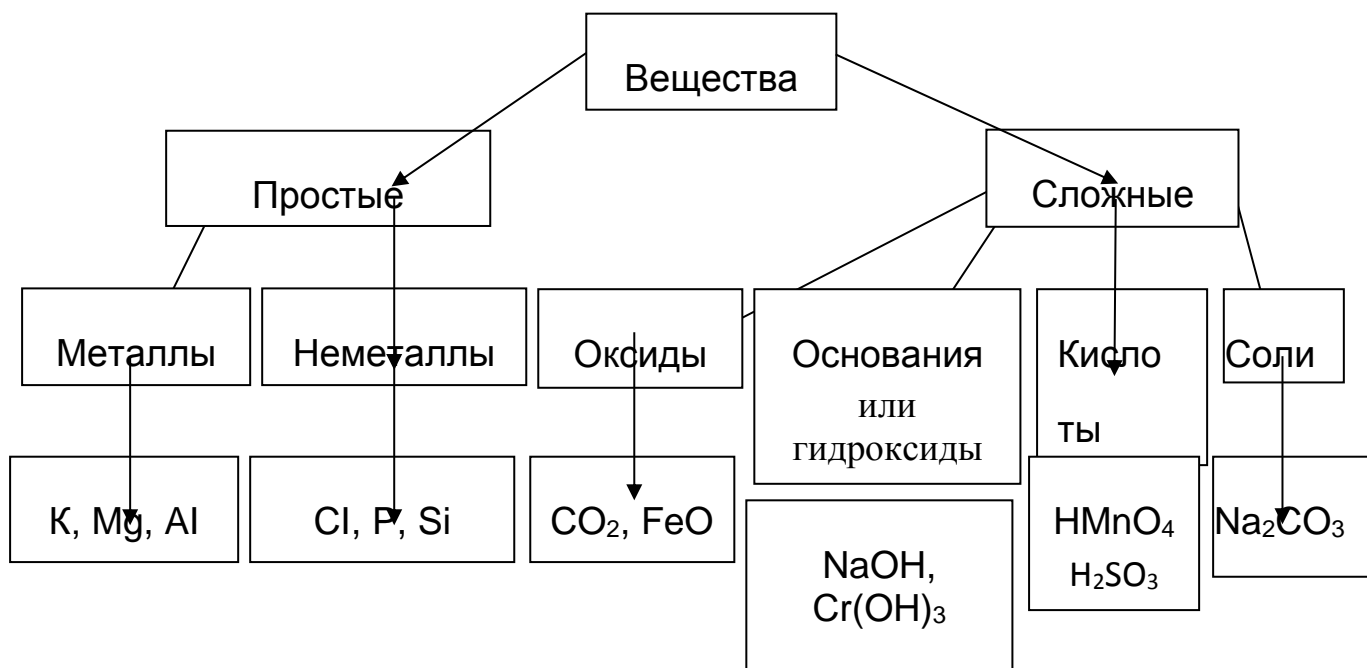 Вещества
Простые
Сложные
Металлы
Неметаллы
Оксиды
Основания
или
гидроксиды
Кисло
ты
Соли
К, Mg, Al
Cl, P, Si
CO₂, FeO
NaOH,
Cr(OH)₃
HMnO₄
H₂SO₃
Na₂CO₃